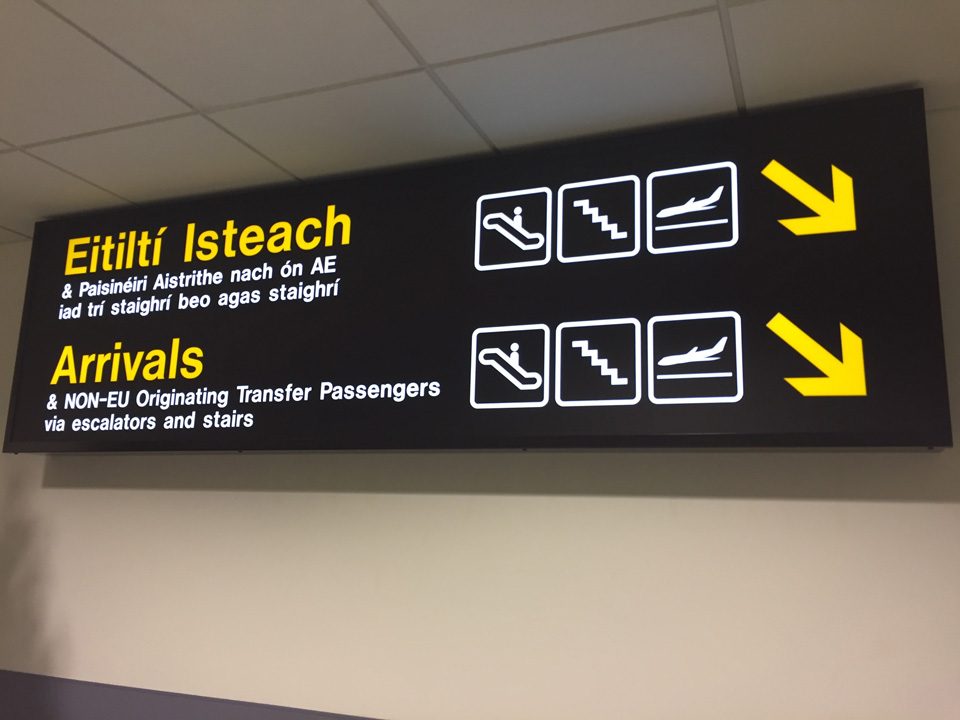 Eitiltí Isteach
& Paisinéiri Aistrithe nach ón AE
iad trí staighrí beo agas staighrí
Arrivals
& NON-EU Originating Transfer Passengers
via escalators and stairs